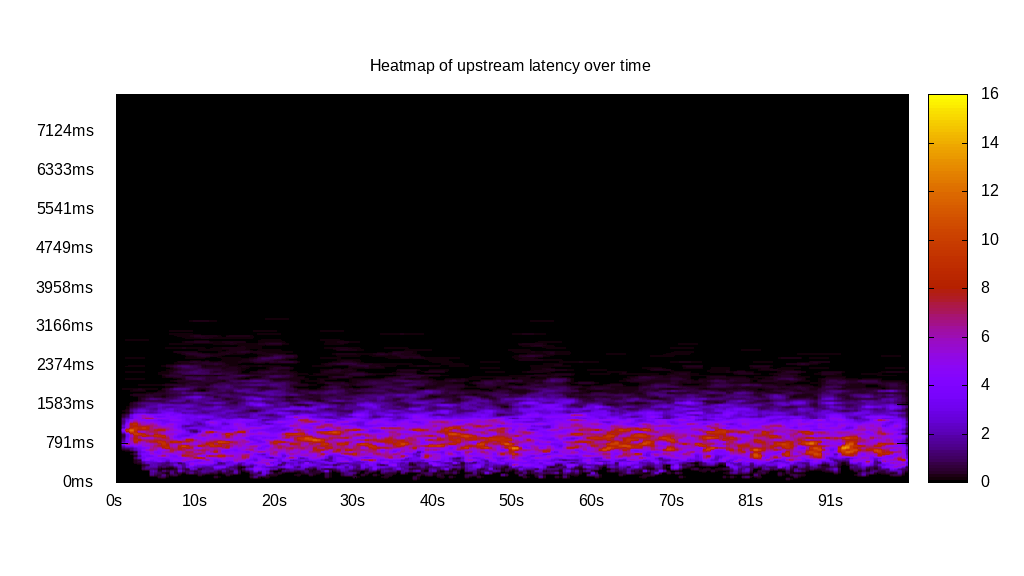 Heatmap of upstream latency over time
7124ms
6333ms
5541ms
4749ms
3958ms
3166ms
2374ms
1583ms
791ms
0ms
0s 10s 20s 30s 40s 50s 60s 70s 81s 91s
16
14
12
10
8
6
4
2
0